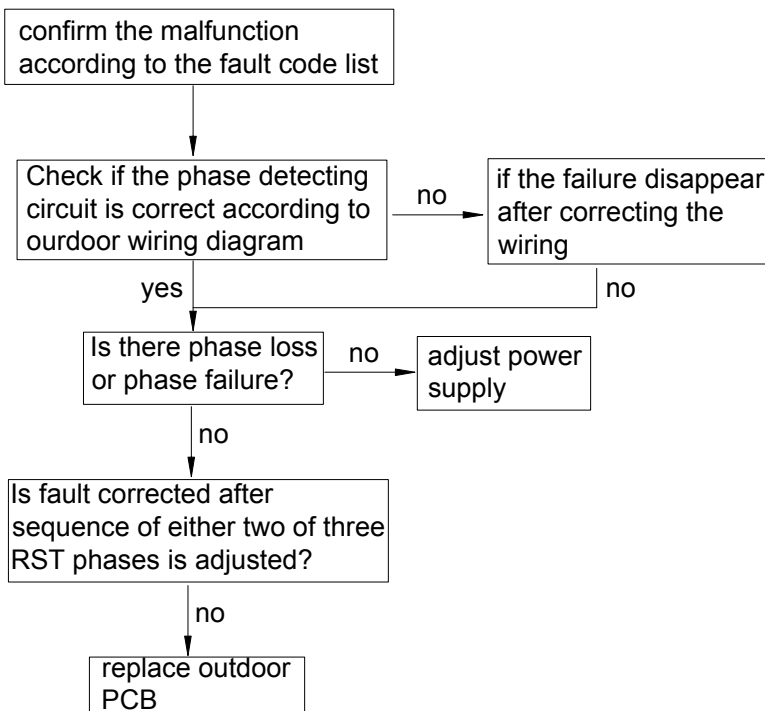 confirm the malfunction
according to the fault code list
Check if the phase detecting
circuit is correct according to
ourdoor wiring diagram
no
if the failure disappear
after correcting the
wiring
yes
no
Is there phase loss
or phase failure?
no
adjust power
supply
no
Is fault corrected after
sequence of either two of three
RST phases is adjusted?
no
replace outdoor
PCB